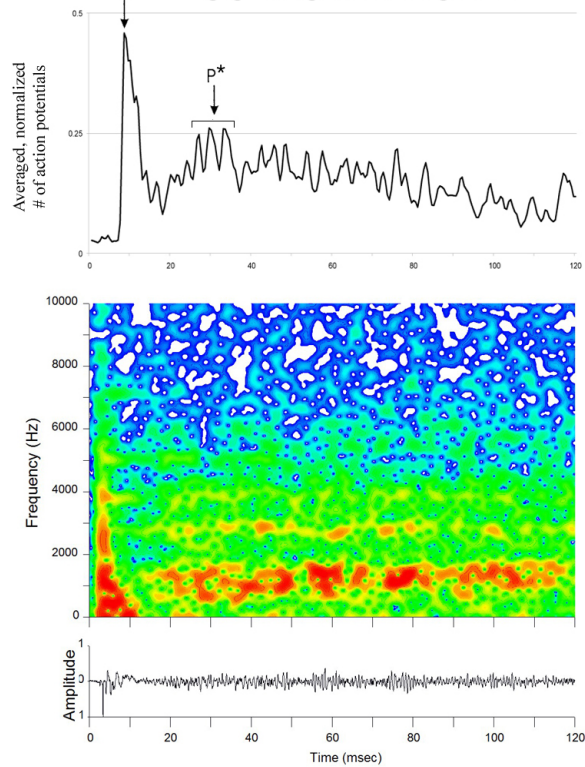 0.5
P*
0.25
Averaged, normalized
# of action potentials
0
0 20 40 60 80 100 120
10000
8000
6000
4000
2000
0
Frequency (Hz)
1
0
1
Amplitude
0 20 40 60 80 100 120
Time (msec)